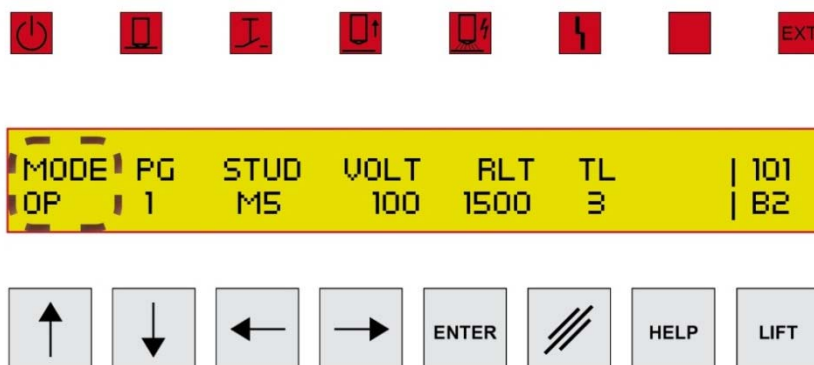 EXT
MODE PG STUD VOLT RLT TL | 101
OP 1 M5 100 1500 3 | B2
ENTER HELP LIFT